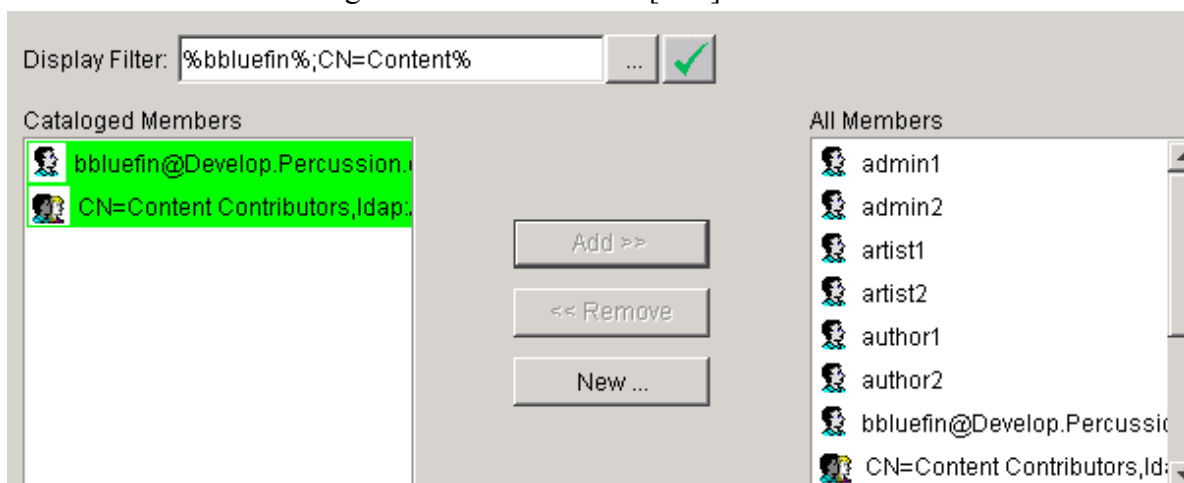 Display Filter: %bbluefin%;CN=Content% ...
Cataloged Members
bbluefin@Develop.Percussion.
CN=Content Contributors,ldap:
Add >>
<< Remove
New ...
All Members
admin1
admin2
artist1
artist2
author1
author2
bbluefin@Develop.Percussio
CN=Content Contributors,ld